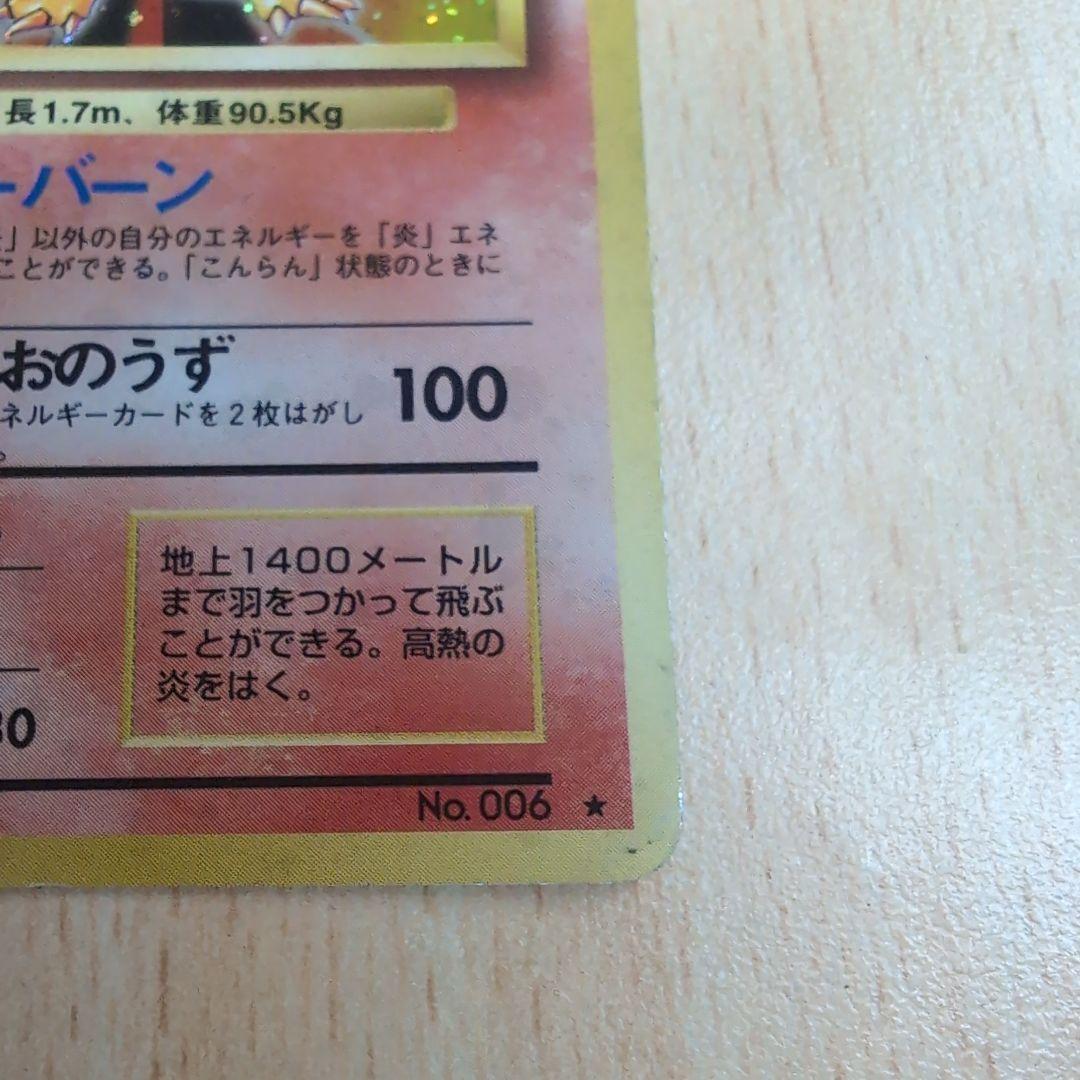 長1.7m、体重90.5Kg
ーバーン
」以外の自分のエネルギーを「炎」エネ
ことができる。「こんらん」状態のときに
おのうず
100
ネルギーカードを2枚はがし
。
地上1400メートル
まで羽をつかって飛ぶ
ことができる。高熱の
炎をはく。
30
No. 006 ★